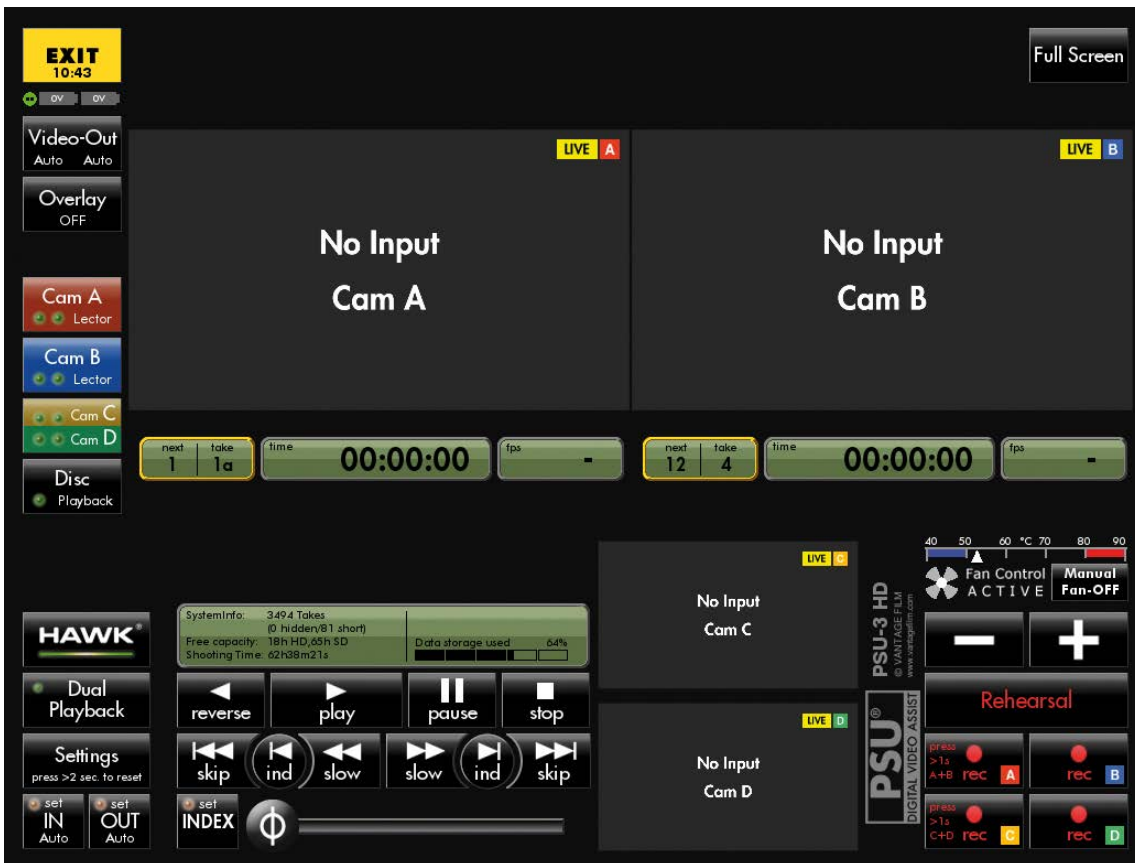 EXIT
10:43
Full Screen
0V 0V
Video-Out
Auto Auto
Overlay
OFF
LIVE A
No Input
Cam A
LIVE B
No Input
Cam B
Cam A
Lector
Cam B
Lector
Cam C
Cam D
Disc
Playback
next take
1 1a
time
00:00:00
fps
-
next take
12 4
time
00:00:00
fps
-
HAWK®
SystemInfo: 3494 Takes
(0 hidden/81 short)
Free capacity: 18h HD,65h SD
Shooting Time: 62h38m21s
Data storage used 64%
Dual
Playback
reverse
play
pause
stop
Settings
press >2 sec. to reset
skip
ind
slow
slow
ind
skip
set
IN
Auto
set
OUT
Auto
set
INDEX
LIVE C
No Input
Cam C
LIVE D
No Input
Cam D
PSU-3 HD
© VANTAGE FILM
www.vantagefilm.com
PSU®
DIGITAL VIDEO ASSIST
40 50 60 °C 70 80 90
Fan Control
ACTIVE
Manual
Fan-OFF
Rehearsal
press
>1s
A+B rec A
rec B
press
>1s
C+D rec C
rec D